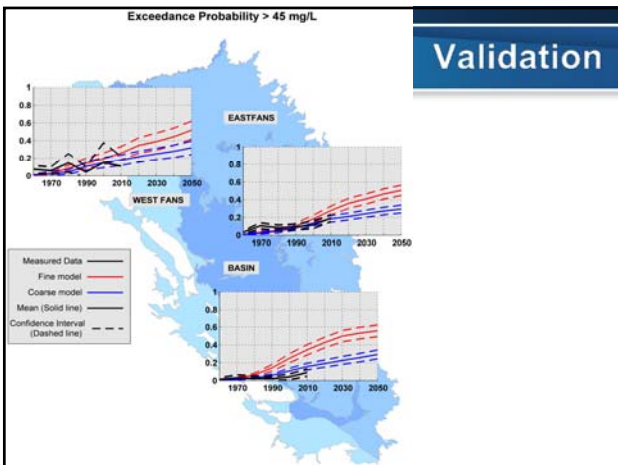 Exceedance Probability > 45 mg/L
Validation
1
0.8
0.6
0.4
0.2
0
1970 1990 2010 2050
WEST FANS
EASTFANS
1
0.8
0.6
0.4
0.2
0
1970 1990 2010 2050
Measured Data
Fine model
Coarse model
Mean (Solid line)
Confidence Interval
(Dashed line)
BASIN
1
0.8
0.6
0.4
0.2
0
1970 1990 2010 2050